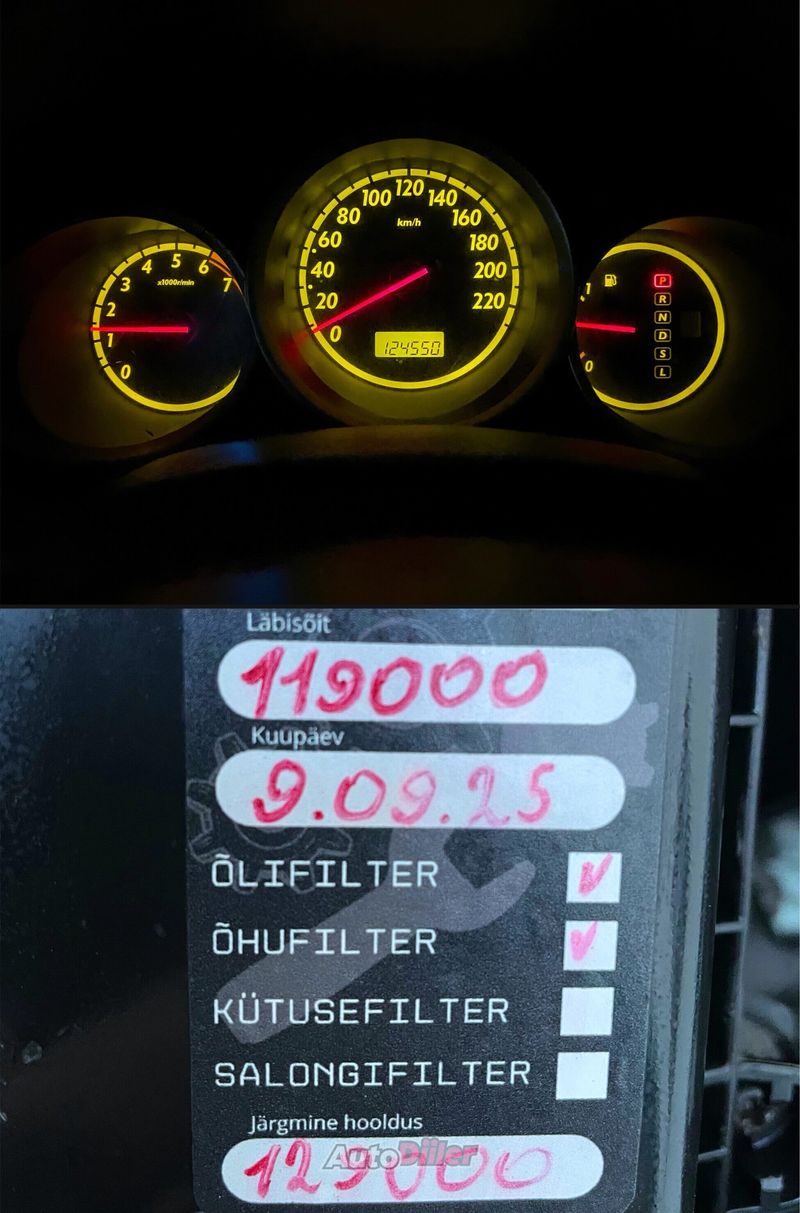 120
100 140
80 km/h 160
60 180
40 200
20 220
0
124550
5
4 6
3 x1000r/min 7
2
1
0
1
0
P
R
N
D
S
L
Läbisõit
119000
Kuupäev
9.09.25
ÕLIFILTER
ÕHUFILTER
KÜTUSEFILTER
SALONGIFILTER
Järgmine hooldus
129000
AutoDiiler